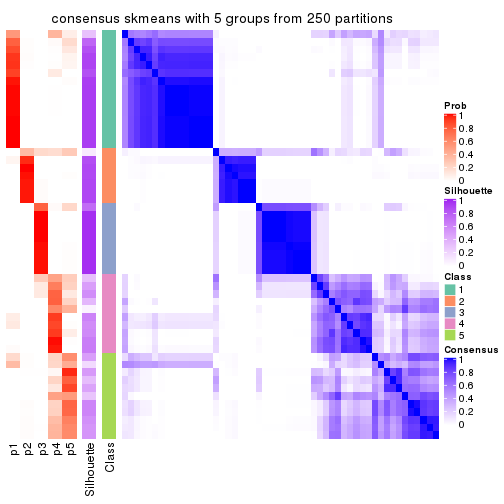 consensus skmeans with 5 groups from 250 partitions
Prob
1
0.8
0.6
0.4
0.2
0
Silhouette
1
0.8
0.6
0.4
0.2
0
Class
1
2
3
4
5
Consensus
1
0.8
0.6
0.4
0.2
0
p1
p2
p3
p4
p5
Silhouette
Class